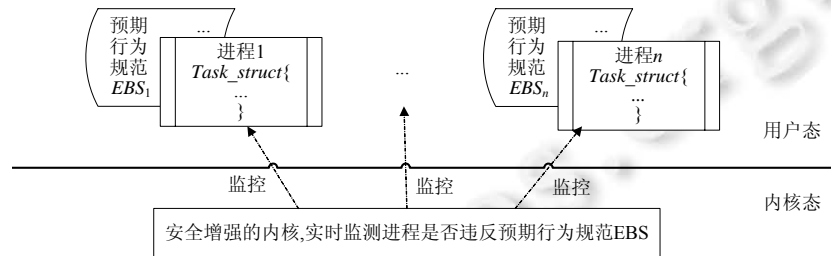 预期
行为
规范
EBS1
...
进程1
Task_struct{
...
}
...
预期
行为
规范
EBSn
...
进程n
Task_struct{
...
}
用户态
监控
监控
监控
内核态
安全增强的内核,实时监测进程是否违反预期行为规范EBS